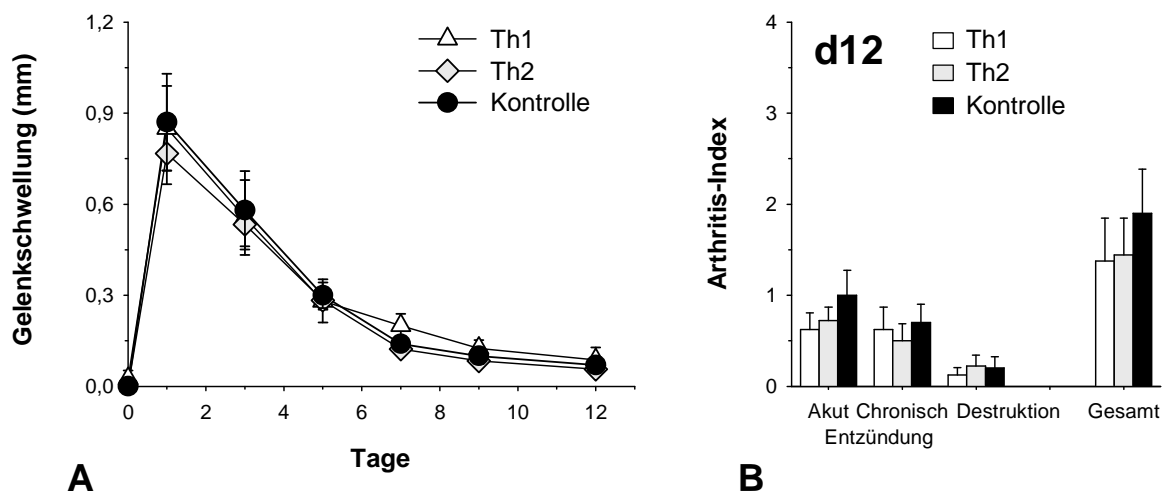 Gelenkschwellung (mm)
1,2
0,9
0,6
0,3
0,0
0 2 4 6 8 10 12
Tage
Th1
Th2
Kontrolle
A
Arthritis-Index
4
3
2
1
0
d12
Th1
Th2
Kontrolle
Akut Chronisch Destruktion Gesamt
Entzündung
B